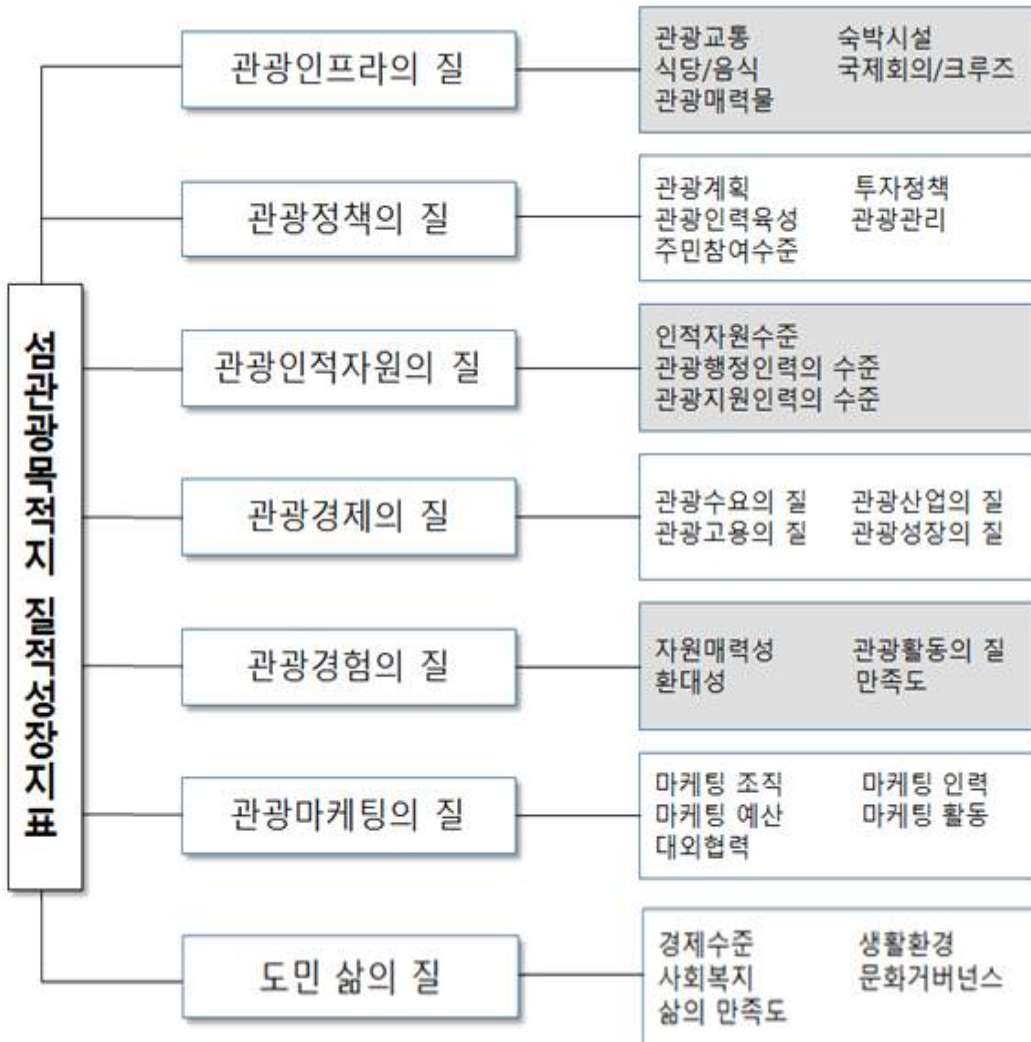 섬관광목적지 질적성장지표
관광인프라의 질
관광교통 숙박시설
식당/음식 국제회의/크루즈
관광매력물
관광정책의 질
관광계획 투자정책
관광인력육성 관광관리
주민참여수준
관광인적자원의 질
인적자원수준
관광행정인력의 수준
관광지원인력의 수준
관광경제의 질
관광수요의 질 관광산업의 질
관광고용의 질 관광성장의 질
관광경험의 질
자원매력성 관광활동의 질
환대성 만족도
관광마케팅의 질
마케팅 조직 마케팅 인력
마케팅 예산 마케팅 활동
대외협력
도민 삶의 질
경제수준 생활환경
사회복지 문화거버넌스
삶의 만족도